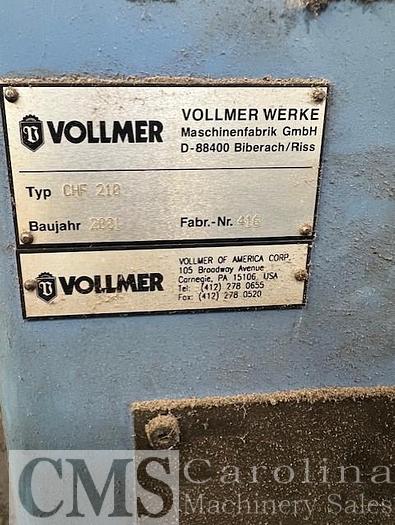 VOLLMER
VOLLMER WERKE
Maschinenfabrik GmbH
D-88400 Biberach/Riss
Typ CHF 210
Baujahr 2001
Fabr.-Nr. 416
VOLLMER
VOLLMER OF AMERICA CORP.
105 Broadway Avenue
Carnegie, PA 15106, USA
Tel: (412) 278 0655
Fax: (412) 278 0520
CMS Carolina
Machinery Sales